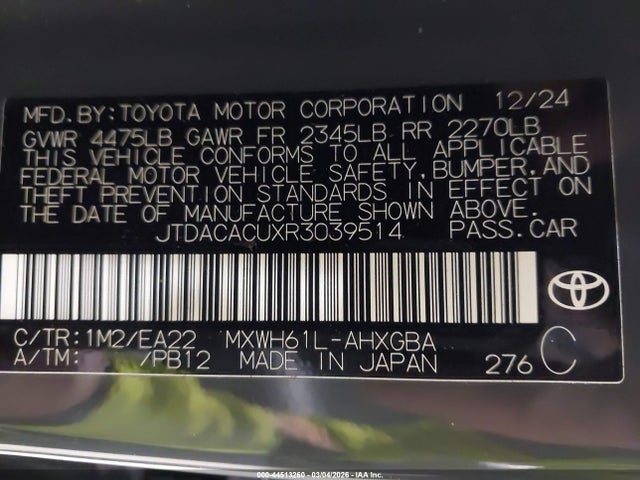 MFD.BY:TOYOTA MOTOR CORPORATION 12/24
GVWR 4475LB GAWR FR 2345LB RR 2270LB
THIS VEHICLE CONFORMS TO ALL APPLICABLE
FEDERAL MOTOR VEHICLE SAFETY,BUMPER,AND
THEFT PREVENTION STANDARDS IN EFFECT ON
THE DATE OF MANUFACTURE SHOWN ABOVE.
JTDACACUXR3039514 PASS.CAR
C/TR:1M2/EA22 MXWH61L-AHXGBA
A/TM: /PB12 MADE IN JAPAN 276 C
000-44513260 - 03/04/2026 - IAA Inc.